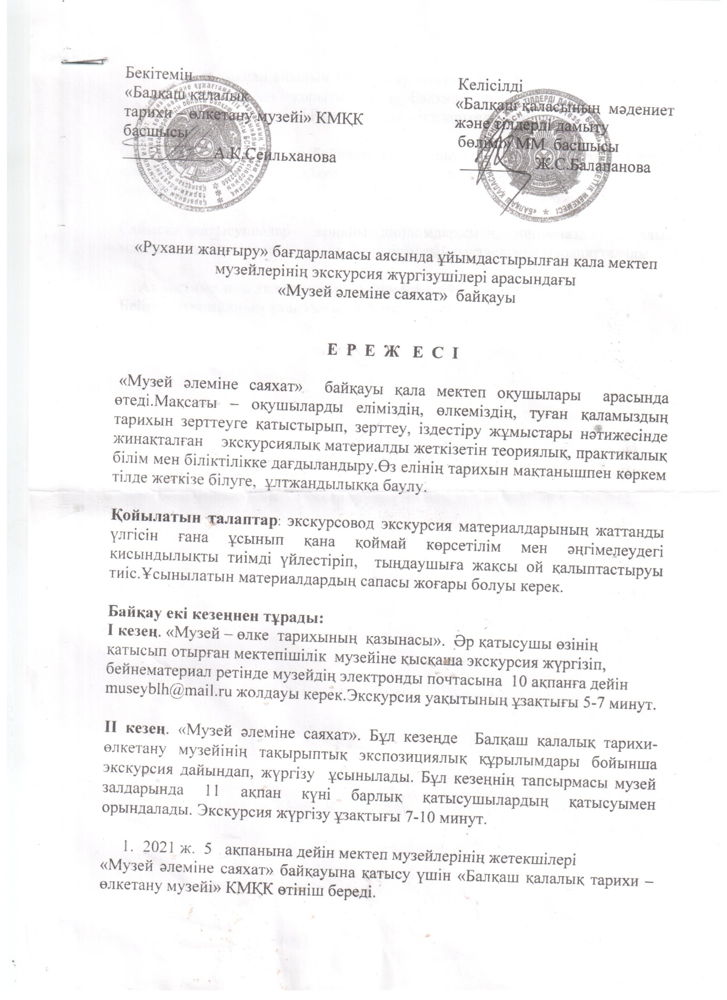 Бекітемін
«Балқаш қалалық
тарихи – өлкетану музейі» КМҚК
басшысы
А.К.Сейльханова
Келісілді
«Балқаш қаласының мәдениет
және тілдерді дамыту
бөлімі» ММ басшысы
Ж.С.Балапанова
«Рухани жаңғыру» бағдарламасы аясында ұйымдастырылған қала мектеп
музейлерінің экскурсия жүргізушілері арасындағы
«Музей әлеміне саяхат» байқауы
Е Р Е Ж Е С І
«Музей әлеміне саяхат» байқауы қала мектеп оқушылары арасында
өтеді.Мақсаты – оқушыларды еліміздің, өлкеміздің, туған қаламыздың
тарихын зерттеуге қатыстырып, зерттеу, іздестіру жұмыстары нәтижесінде
жинақталған экскурсиялық материалды жеткізетін теориялық, практикалық
білім мен біліктілікке дағдыландыру.Өз елінің тарихын мақтанышпен көркем
тілде жеткізе білуге, ұлтжандылыққа баулу.
Қойылатын талаптар: экскурсовод экскурсия материалдарының жаттанды
үлгісін ғана ұсынып қана қоймай көрсетілім мен әңгімелеудегі
қисындылықты тиімді үйлестіріп, тыңдаушыға жақсы ой қалыптастыруы
тиіс.Ұсынылатын материалдардың сапасы жоғары болуы керек.
Байқау екі кезеңнен тұрады:
I кезең. «Музей – өлке тарихының қазынасы». Әр қатысушы өзінің
қатысып отырған мектепішілік музейіне қысқаша экскурсия жүргізіп,
бейнематериал ретінде музейдің электронды почтасына 10 ақпанға дейін
museyblh@mail.ru жолдауы керек.Экскурсия уақытының ұзақтығы 5-7 минут.
II кезең. «Музей әлеміне саяхат». Бұл кезеңде Балқаш қалалық тарихи-
өлкетану музейінің тақырыптық экспозициялық құрылымдары бойынша
экскурсия дайындап, жүргізу ұсынылады. Бұл кезеңнің тапсырмасы музей
залдарында 11 ақпан күні барлық қатысушылардың қатысуымен
орындалады. Экскурсия жүргізу ұзақтығы 7-10 минут.
1. 2021 ж. 5 ақпанына дейін мектеп музейлерінің жетекшілері
«Музей әлеміне саяхат» байқауына қатысу үшін «Балқаш қалалық тарихи –
өлкетану музейі» КМҚК өтініш береді.